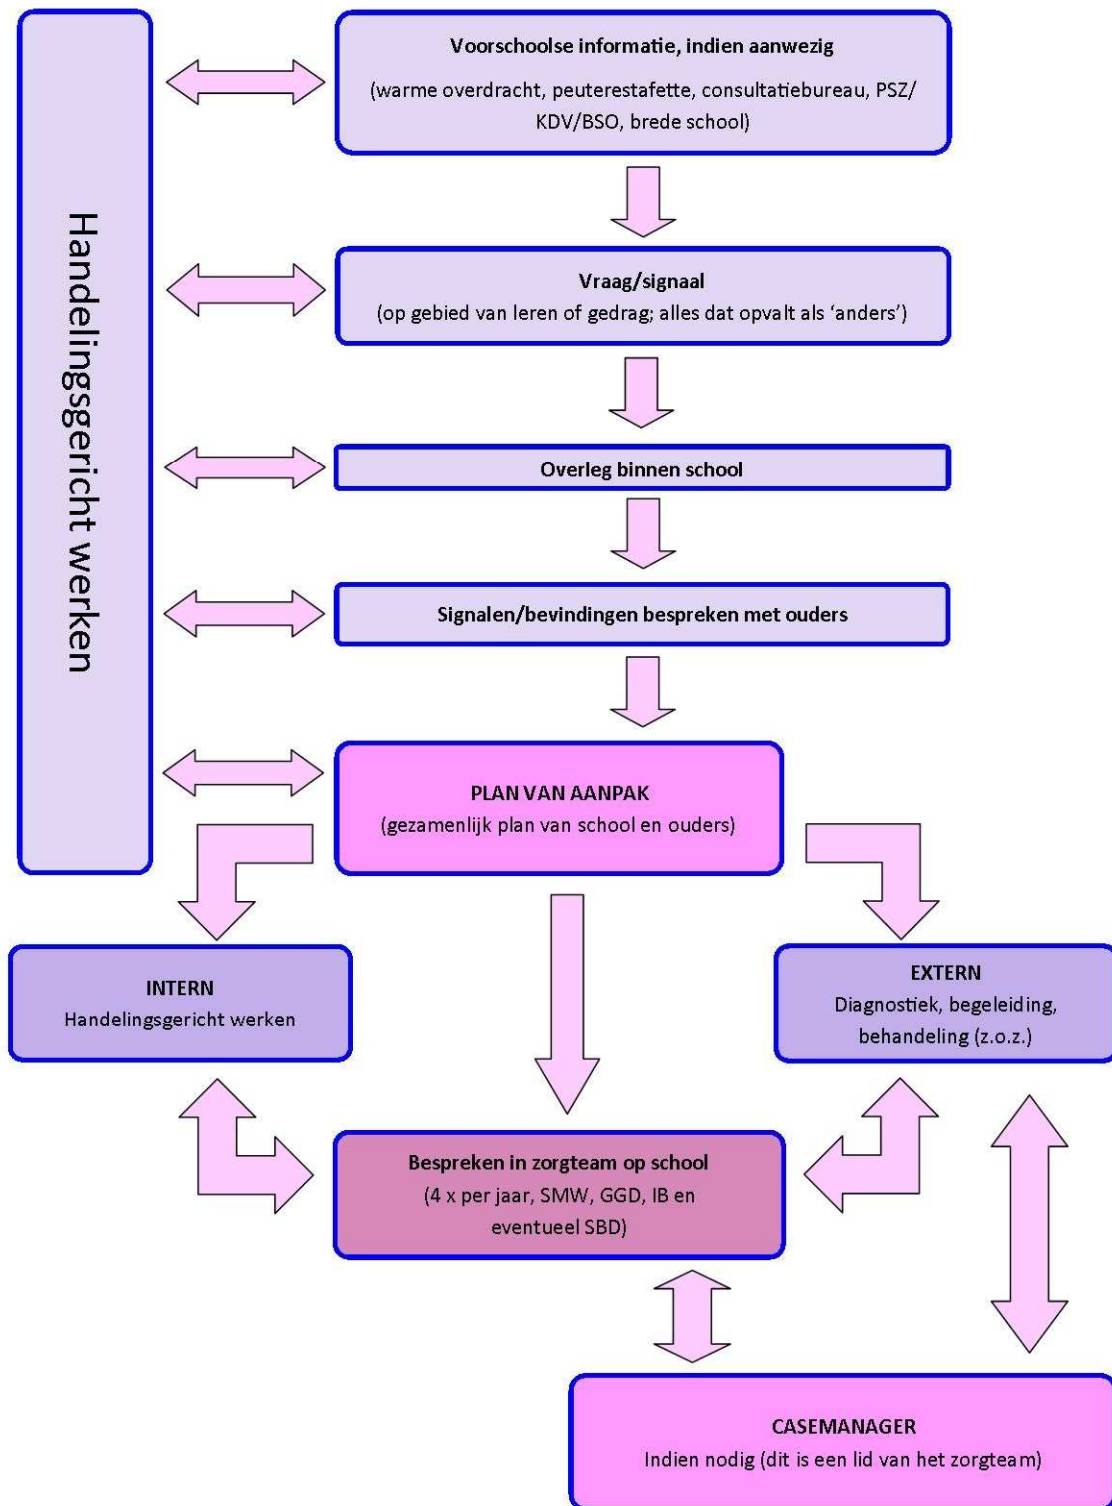 Handelingsgericht werken
Voorschoolse informatie, indien aanwezig
(warme overdracht, peuterestafette, consultatiebureau, PSZ/
KDV/BSO, brede school)
Vraag/signaal
(op gebied van leren of gedrag; alles dat opvalt als ‘anders’)
Overleg binnen school
Signalen/bevindingen bespreken met ouders
PLAN VAN AANPAK
(gezamenlijk plan van school en ouders)
INTERN
Handelingsgericht werken
EXTERN
Diagnostiek, begeleiding,
behandeling (z.o.z.)
Bespreken in zorgteam op school
(4 x per jaar, SMW, GGD, IB en
eventueel SBD)
CASEMANAGER
Indien nodig (dit is een lid van het zorgteam)